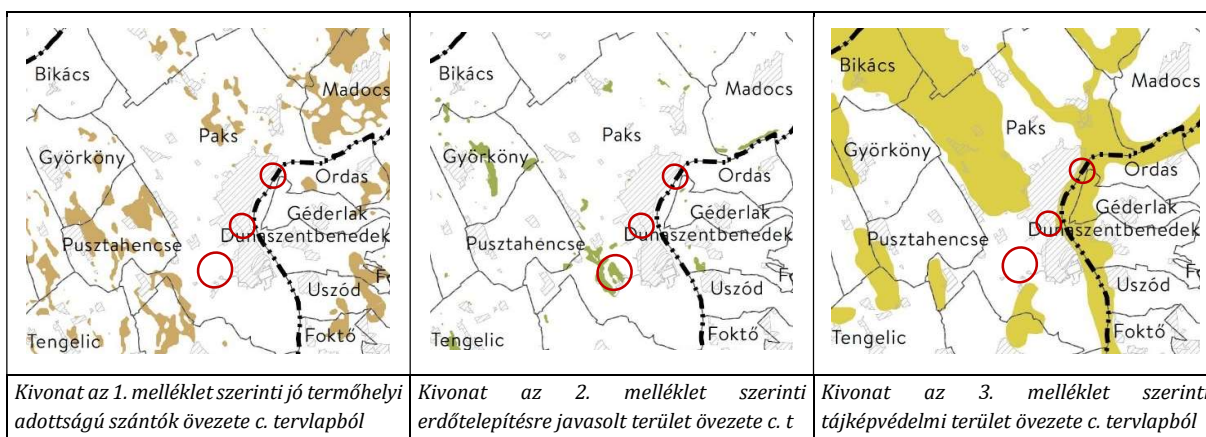 Bikács
Madocs
Paks
Györköny
Ordas
Géderlak
Pusztahencse
Dunaszentbenedek
Uszód
Tengelic
Foktő
Bikács
Madocs
Paks
Györköny
Ordas
Géderlak
Pusztahencse
Dunaszentbenedek
Uszód
Tengelic
Foktő
Bikács
Madocs
Paks
Györköny
Ordas
Géderlak
Pusztahencse
Dunaszentbenedek
Uszód
Tengelic
Foktő
Kivonat az 1. melléklet szerinti jó termőhelyi
adottságú szántók övezete c. tervlapból
Kivonat az 2. melléklet szerinti
erdőtelepítésre javasolt terület övezete c. t
Kivonat az 3. melléklet szerinti
tájképvédelmi terület övezete c. tervlapból